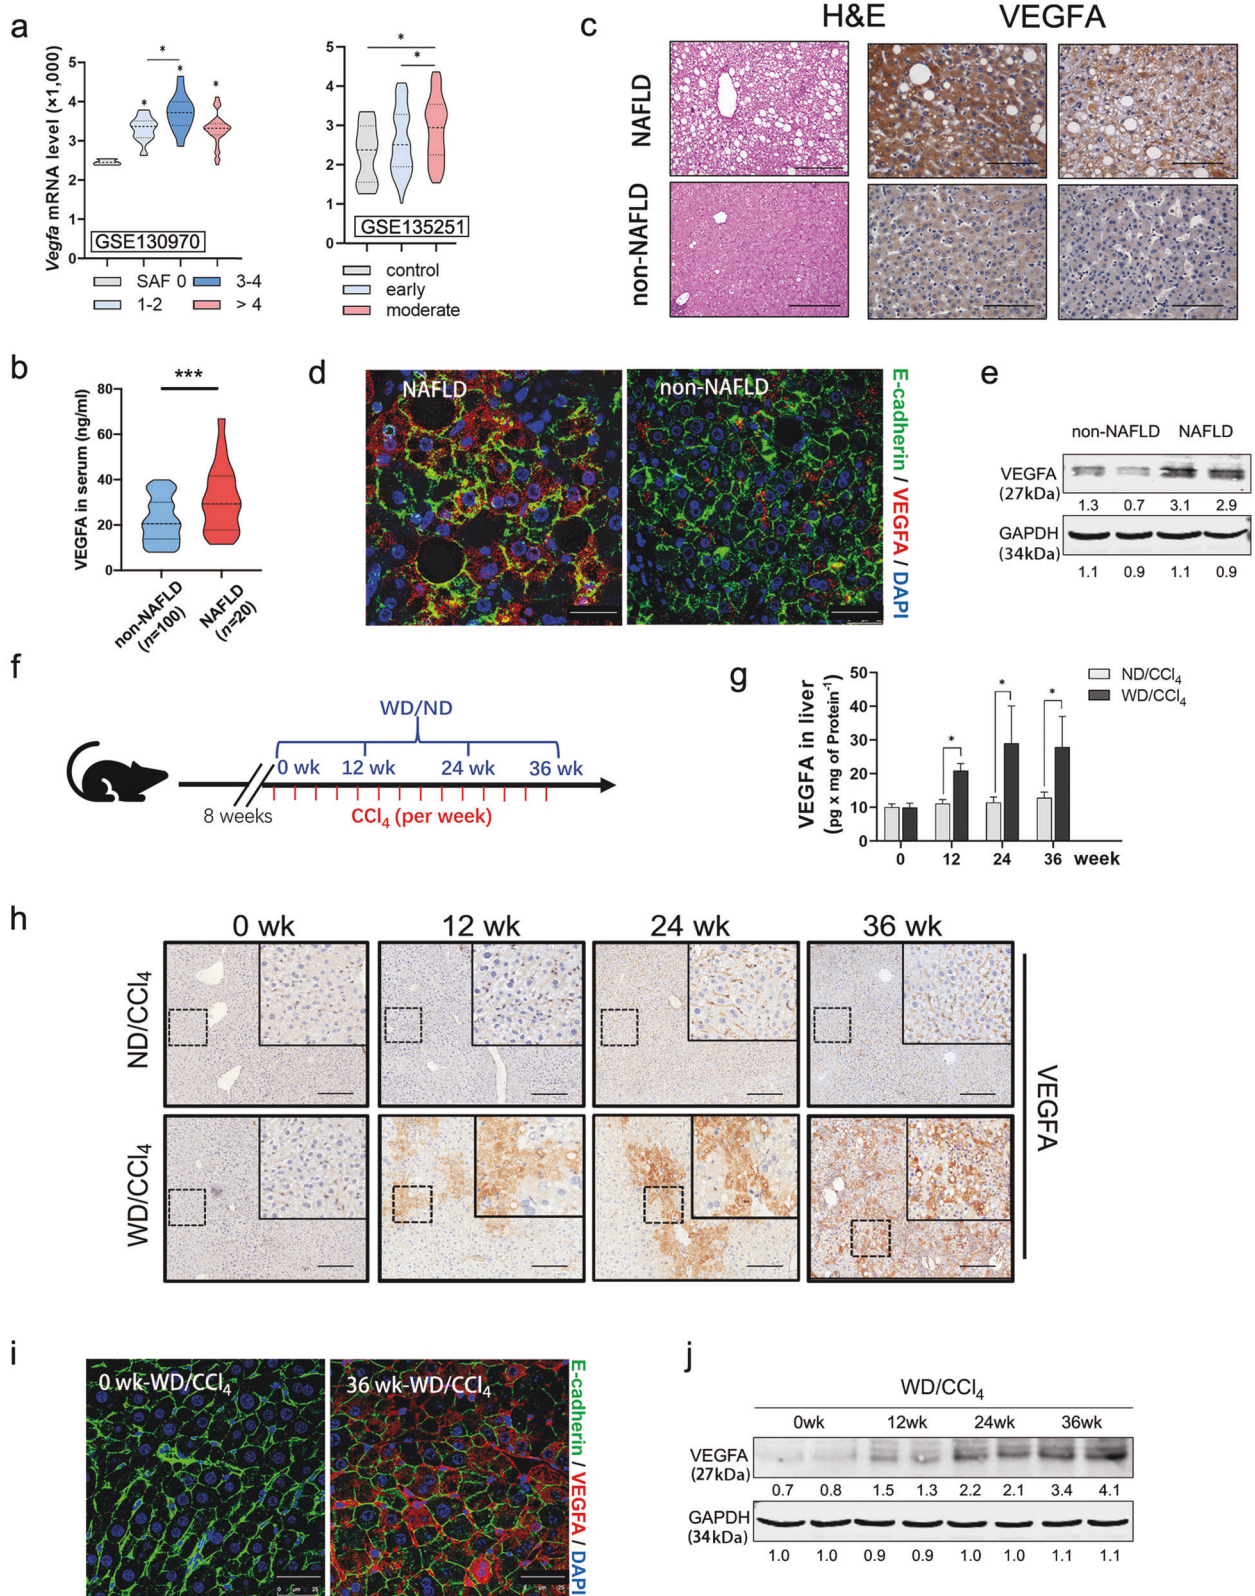 a
Vegfa mRNA level (×1,000)
5
4
3
2
1
0
* * * * *
GSE130970
SAF 0
3-4
1-2
> 4
5
4
3
2
1
0
*
*
GSE135251
control
early
moderate
b
VEGFA in serum (ng/ml)
80
60
40
20
0
***
non-NAFLD
(n=100)
NAFLD
(n=20)
c
H&E
VEGFA
NAFLD
non-NAFLD
d
NAFLD
non-NAFLD
E-cadherin / VEGFA / DAPI
e
non-NAFLD NAFLD
VEGFA
(27kDa)
1.3 0.7 3.1 2.9
GAPDH
(34kDa)
1.1 0.9 1.1 0.9
f
WD/ND
0 wk 12 wk 24 wk 36 wk
8 weeks
CCl₄ (per week)
g
VEGFA in liver
(pg x mg of Protein⁻¹)
50
40
30
20
10
0
* * *
0 12 24 36 week
ND/CCl₄
WD/CCl₄
h
0 wk 12 wk 24 wk 36 wk
ND/CCl₄
WD/CCl₄
VEGFA
i
0 wk-WD/CCl₄
36 wk-WD/CCl₄
0 μm 25
0 μm 25
E-cadherin / VEGFA / DAPI
j
WD/CCl₄
0wk 12wk 24wk 36wk
VEGFA
(27kDa)
0.7 0.8 1.5 1.3 2.2 2.1 3.4 4.1
GAPDH
(34kDa)
1.0 1.0 0.9 0.9 1.0 1.0 1.1 1.1